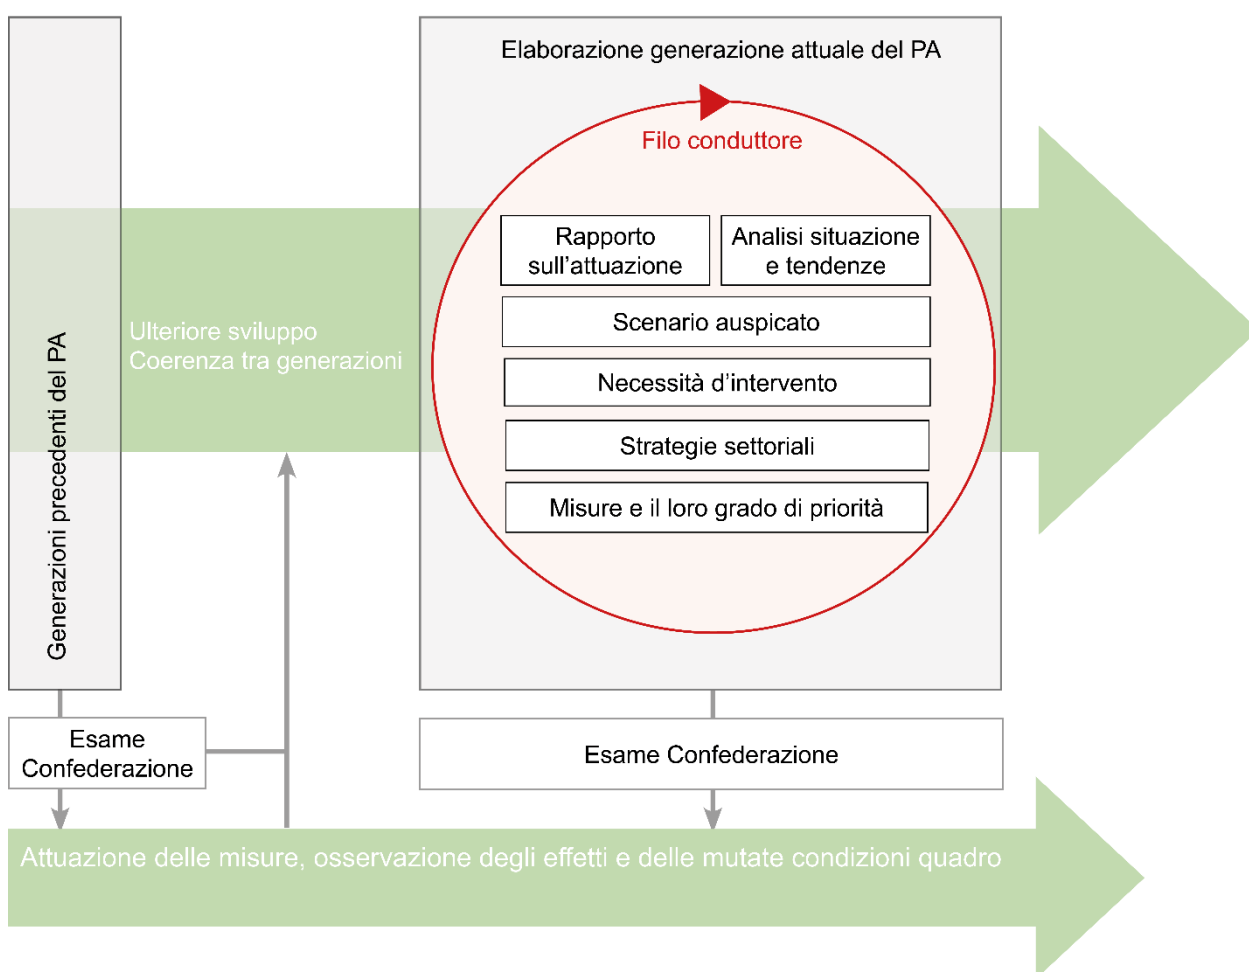 Elaborazione generazione attuale del PA
Filo conduttore
Rapporto
sull'attuazione
Analisi situazione
e tendenze
Scenario auspicato
Necessità d'intervento
Strategie settoriali
Misure e il loro grado di priorità
Generazioni precedenti del PA
Ulteriore sviluppo
Coerenza tra generazioni
Esame
Confederazione
Esame Confederazione
Attuazione delle misure, osservazione degli effetti e delle mutate condizioni quadro